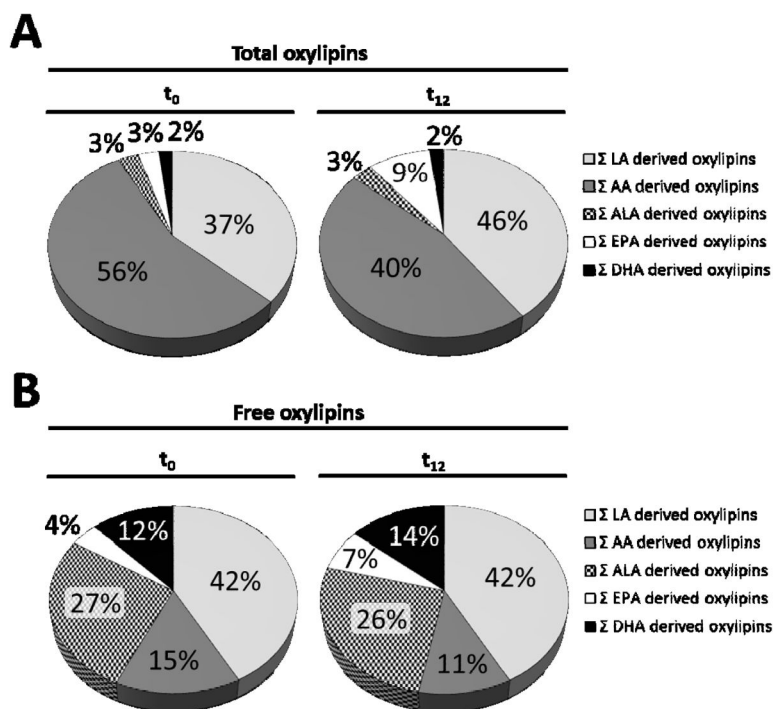 A
Total oxylipins
t0 t12
3% 3% 2% 37% 56%
3% 9% 2% 46% 40%
Σ LA derived oxylipins
Σ AA derived oxylipins
Σ ALA derived oxylipins
Σ EPA derived oxylipins
Σ DHA derived oxylipins
B
Free oxylipins
t0 t12
4% 12% 42% 27% 15%
7% 14% 42% 26% 11%
Σ LA derived oxylipins
Σ AA derived oxylipins
Σ ALA derived oxylipins
Σ EPA derived oxylipins
Σ DHA derived oxylipins